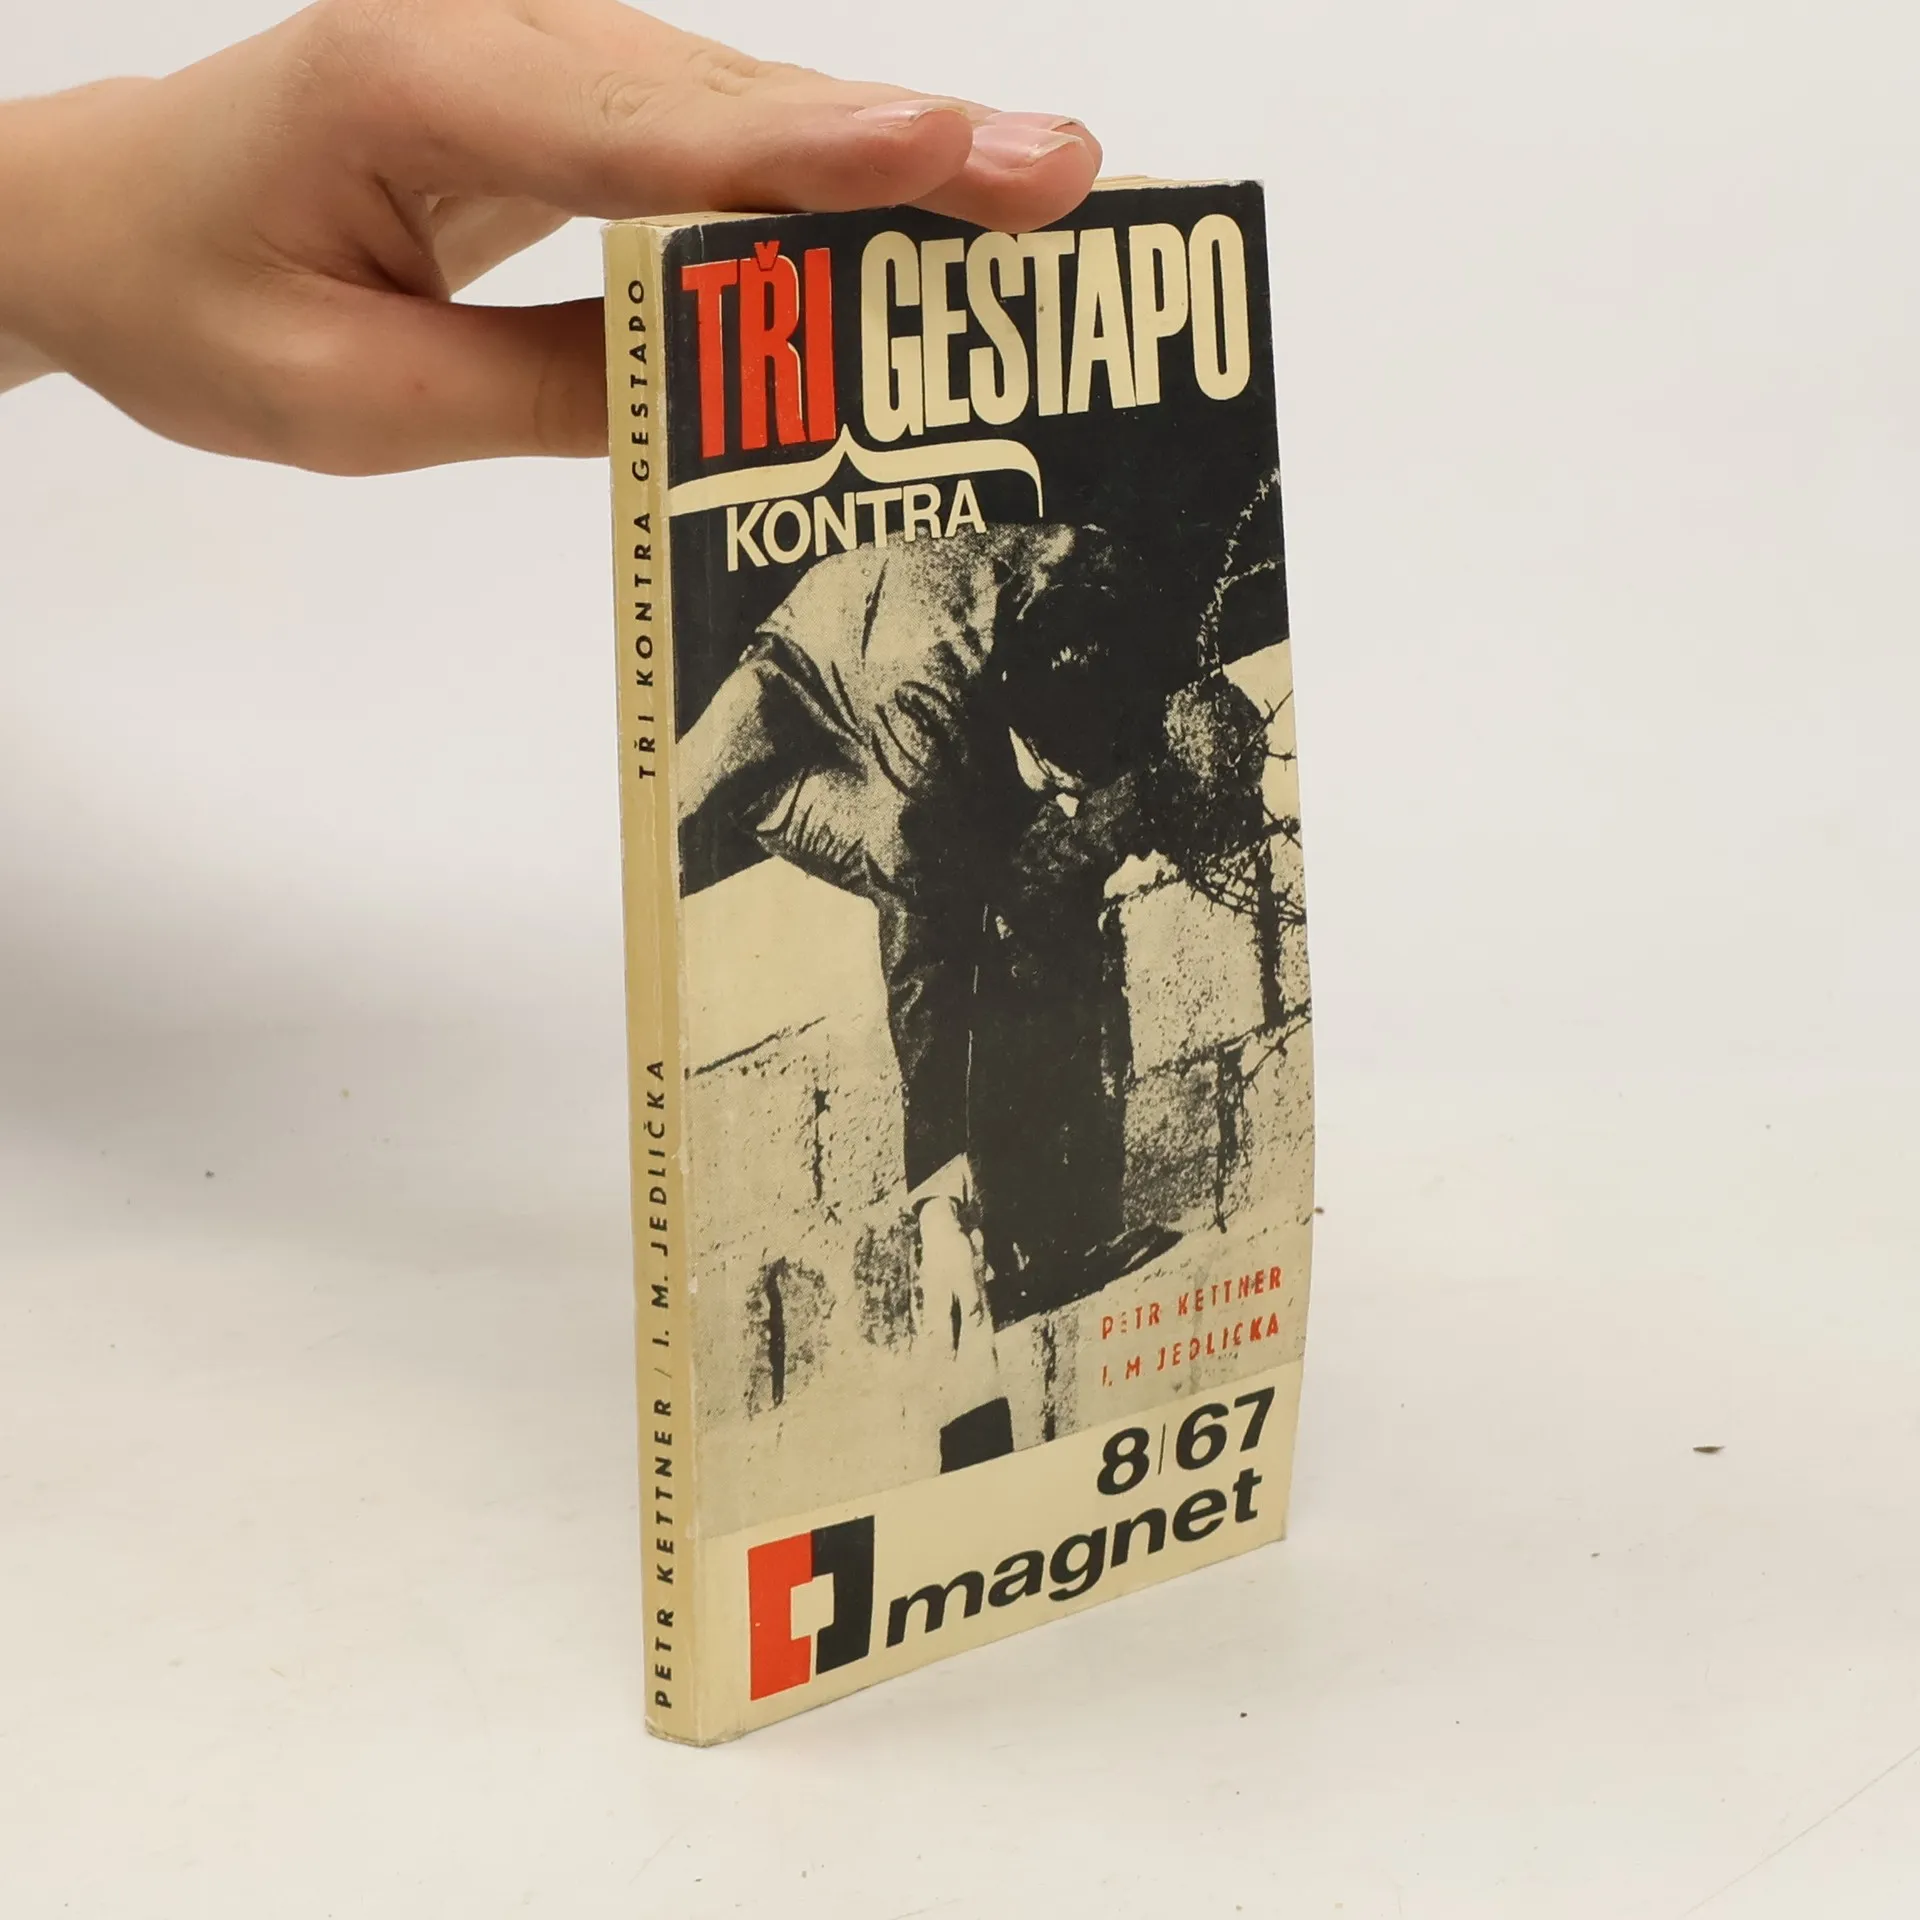 TŘI GESTAPO
KONTRA
PETR KETTNER
I. M JEDLIČKA
8/67
magnet
PETR KETTNER / I. M. JEDLIČKA TŘI KONTRA GESTAPO